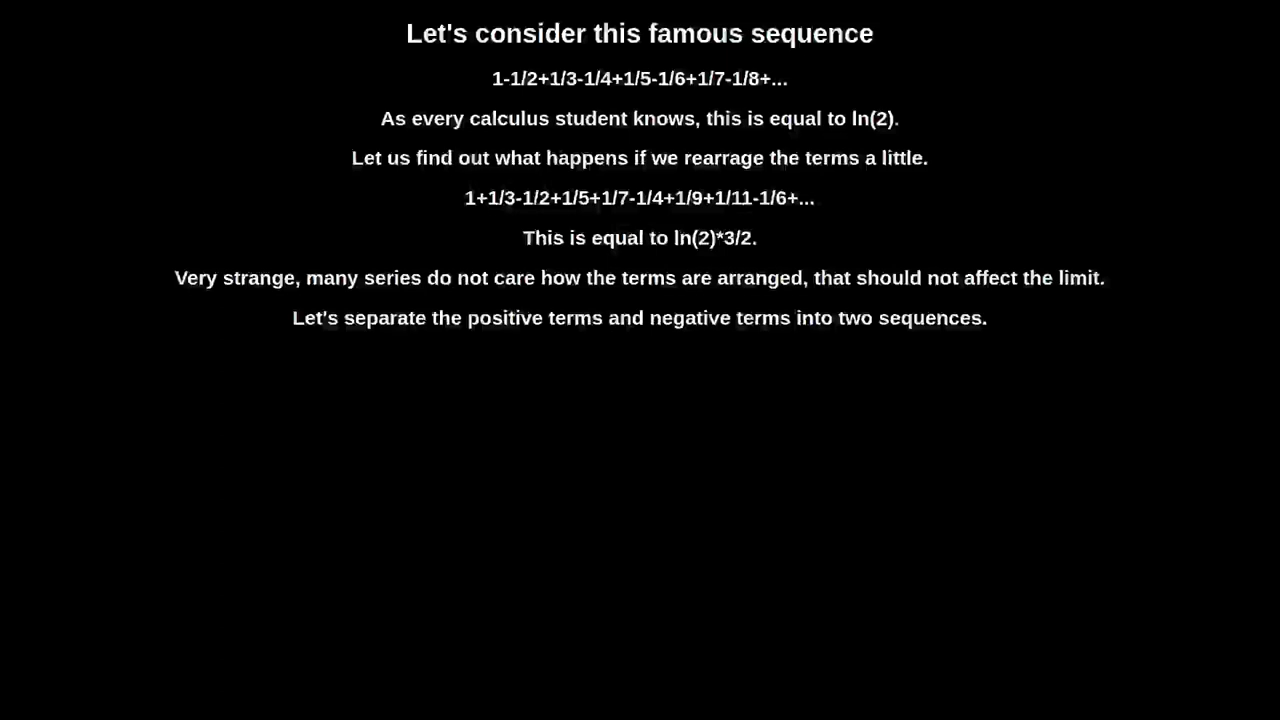 Let's consider this famous sequence
1-1/2+1/3-1/4+1/5-1/6+1/7-1/8+...
As every calculus student knows, this is equal to ln(2).
Let us find out what happens if we rearrage the terms a little.
1+1/3-1/2+1/5+1/7-1/4+1/9+1/11-1/6+...
This is equal to ln(2)*3/2.
Very strange, many series do not care how the terms are arranged, that should not affect the limit.
Let's separate the positive terms and negative terms into two sequences.